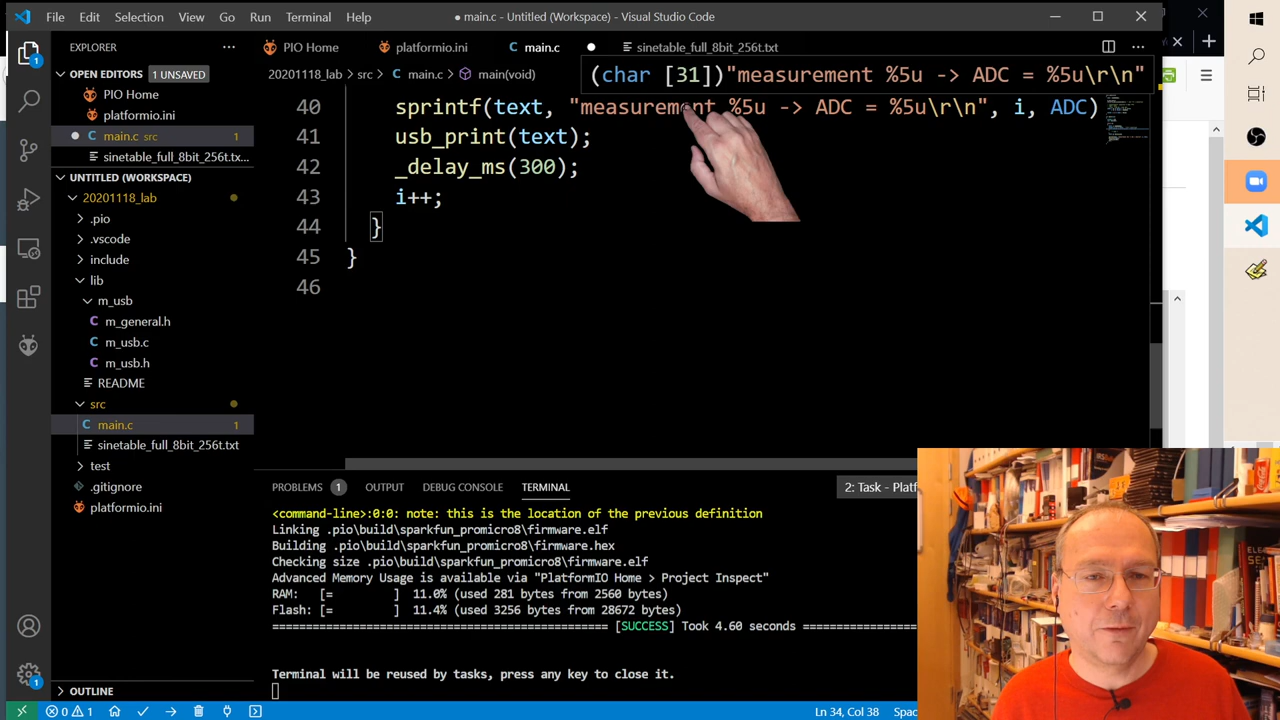 File Edit Selection View Go Run Terminal Help ● main.c - Untitled (Workspace) - Visual Studio Code
EXPLORER
PIO Home platformio.ini main.c sinetable_full_8bit_256t.txt
OPEN EDITORS 1 UNSAVED
PIO Home
platformio.ini
main.c src 1
sinetable_full_8bit_256t.tx...
UNTITLED (WORKSPACE)
20201118_lab
.pio
.vscode
include
lib
m_usb
m_general.h
m_usb.c
m_usb.h
README
src
main.c 1
sinetable_full_8bit_256t.txt
test
.gitignore
platformio.ini
OUTLINE
20201118_lab > src > main.c > main(void)
(char [31])"measurement %5u -> ADC = %5u\r\n"
40 sprintf(text, "measurement %5u -> ADC = %5u\r\n", i, ADC)
41 usb_print(text);
42 _delay_ms(300);
43 i++;
44 }
45 }
46
PROBLEMS 1 OUTPUT DEBUG CONSOLE TERMINAL 2: Task - Platf
<command-line>:0:0: note: this is the location of the previous definition
Linking .pio\build\sparkfun_promicro8\firmware.elf
Building .pio\build\sparkfun_promicro8\firmware.hex
Checking size .pio\build\sparkfun_promicro8\firmware.elf
Advanced Memory Usage is available via "PlatformIO Home > Project Inspect"
RAM: [= ] 11.0% (used 281 bytes from 2560 bytes)
Flash: [= ] 11.4% (used 3256 bytes from 28672 bytes)
============================================ [SUCCESS] Took 4.60 seconds ================
Terminal will be reused by tasks, press any key to close it.
0 1 Ln 34, Col 38 Spac